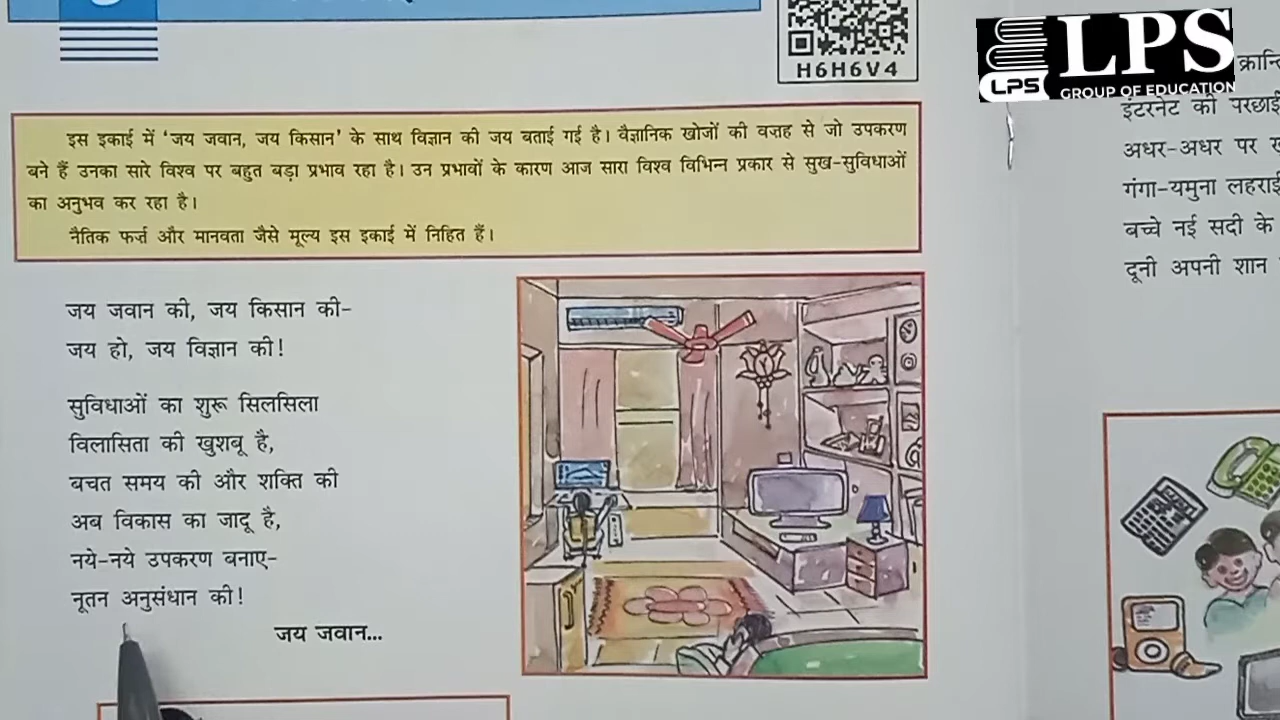 H6H6V4
LPS
LPS
GROUP OF EDUCATION
इस इकाई में 'जय जवान, जय किसान' के साथ विज्ञान की जय बताई गई है। वैज्ञानिक खोजों की वजह से जो उपकरण
बने हैं उनका सारे विश्व पर बहुत बड़ा प्रभाव रहा है। उन प्रभावों के कारण आज सारा विश्व विभिन्न प्रकार से सुख-सुविधाओं
का अनुभव कर रहा है।
नैतिक फर्ज़ और मानवता जैसे मूल्य इस इकाई में निहित हैं।
जय जवान की, जय किसान की-
जय हो, जय विज्ञान की!
सुविधाओं का शुरू सिलसिला
विलासिता की खुशबू है,
बचत समय की और शक्ति की
अब विकास का जादू है,
नये-नये उपकरण बनाए-
नूतन अनुसंधान की!
जय जवान...
इंटरनेट की
अधर-अधर पर
गंगा-यमुना
बच्चे नई सदी के
दूनी अपनी शान